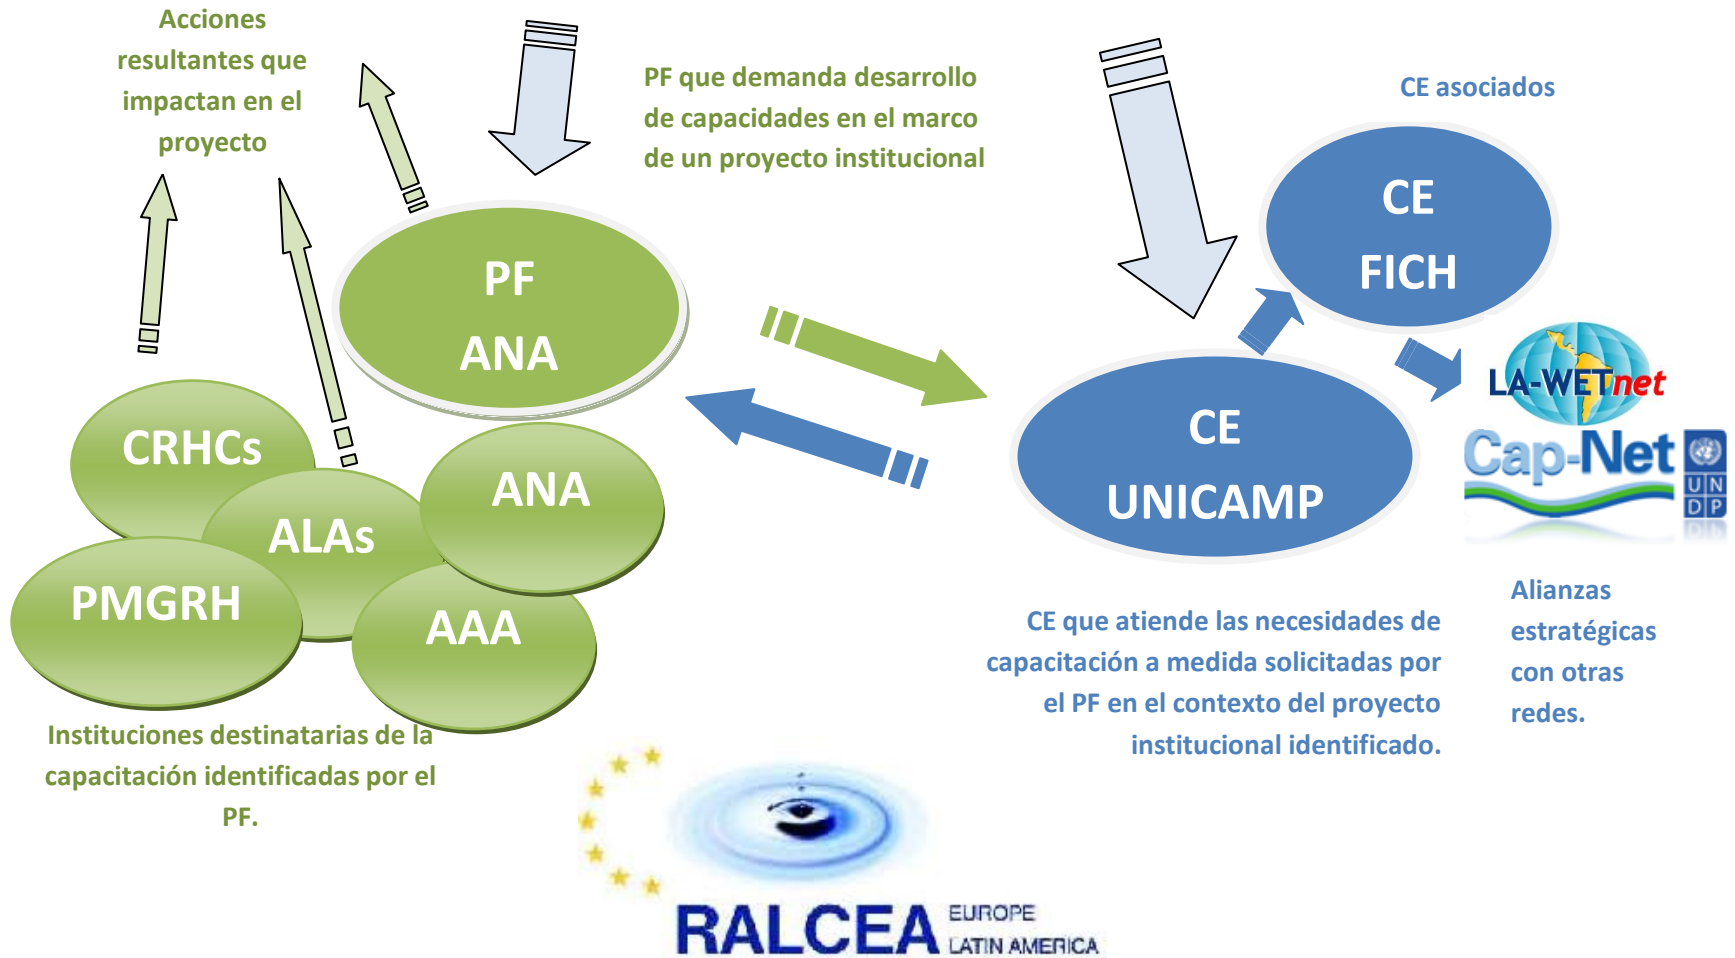 Acciones
resultantes que
impactan en el
proyecto
PF que demanda desarrollo
de capacidades en el marco
de un proyecto institucional
CE asociados
CE
FICH
PF
ANA
LA-WETnet
CRHCs
CE
UNICAMP
Cap-Net
UN
DP
ANA
ALAs
PMGRH
AAA
CE que atiende las necesidades de
capacitación a medida solicitadas por
el PF en el contexto del proyecto
institucional identificado.
Alianzas
estratégicas
con otras
redes.
Instituciones destinatarias de la
capacitación identificadas por el
PF.
RALCEA
EUROPE
LATIN AMERICA